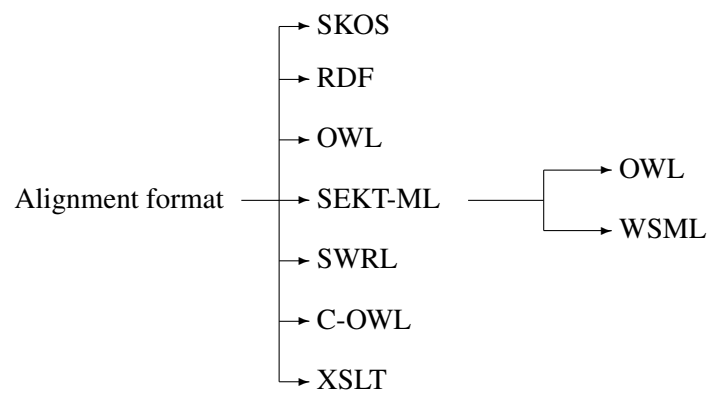 SKOS
RDF
OWL
OWL
Alignment format
SEKT-ML
WSML
SWRL
C-OWL
XSLT